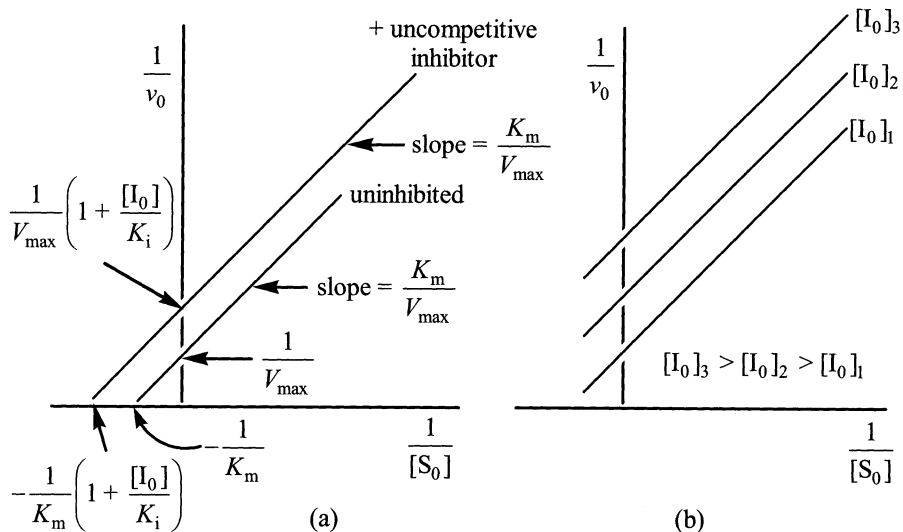 + uncompetitive
inhibitor
1/v₀
slope = Kₘ/Vₘₐₓ
uninhibited
1/Vₘₐₓ (1 + [I₀]/Kᵢ)
slope = Kₘ/Vₘₐₓ
1/Vₘₐₓ
−1/Kₘ
1/[S₀]
−1/Kₘ (1 + [I₀]/Kᵢ)
(a)
1/v₀
[I₀]₃
[I₀]₂
[I₀]₁
[I₀]₃ > [I₀]₂ > [I₀]₁
1/[S₀]
(b)